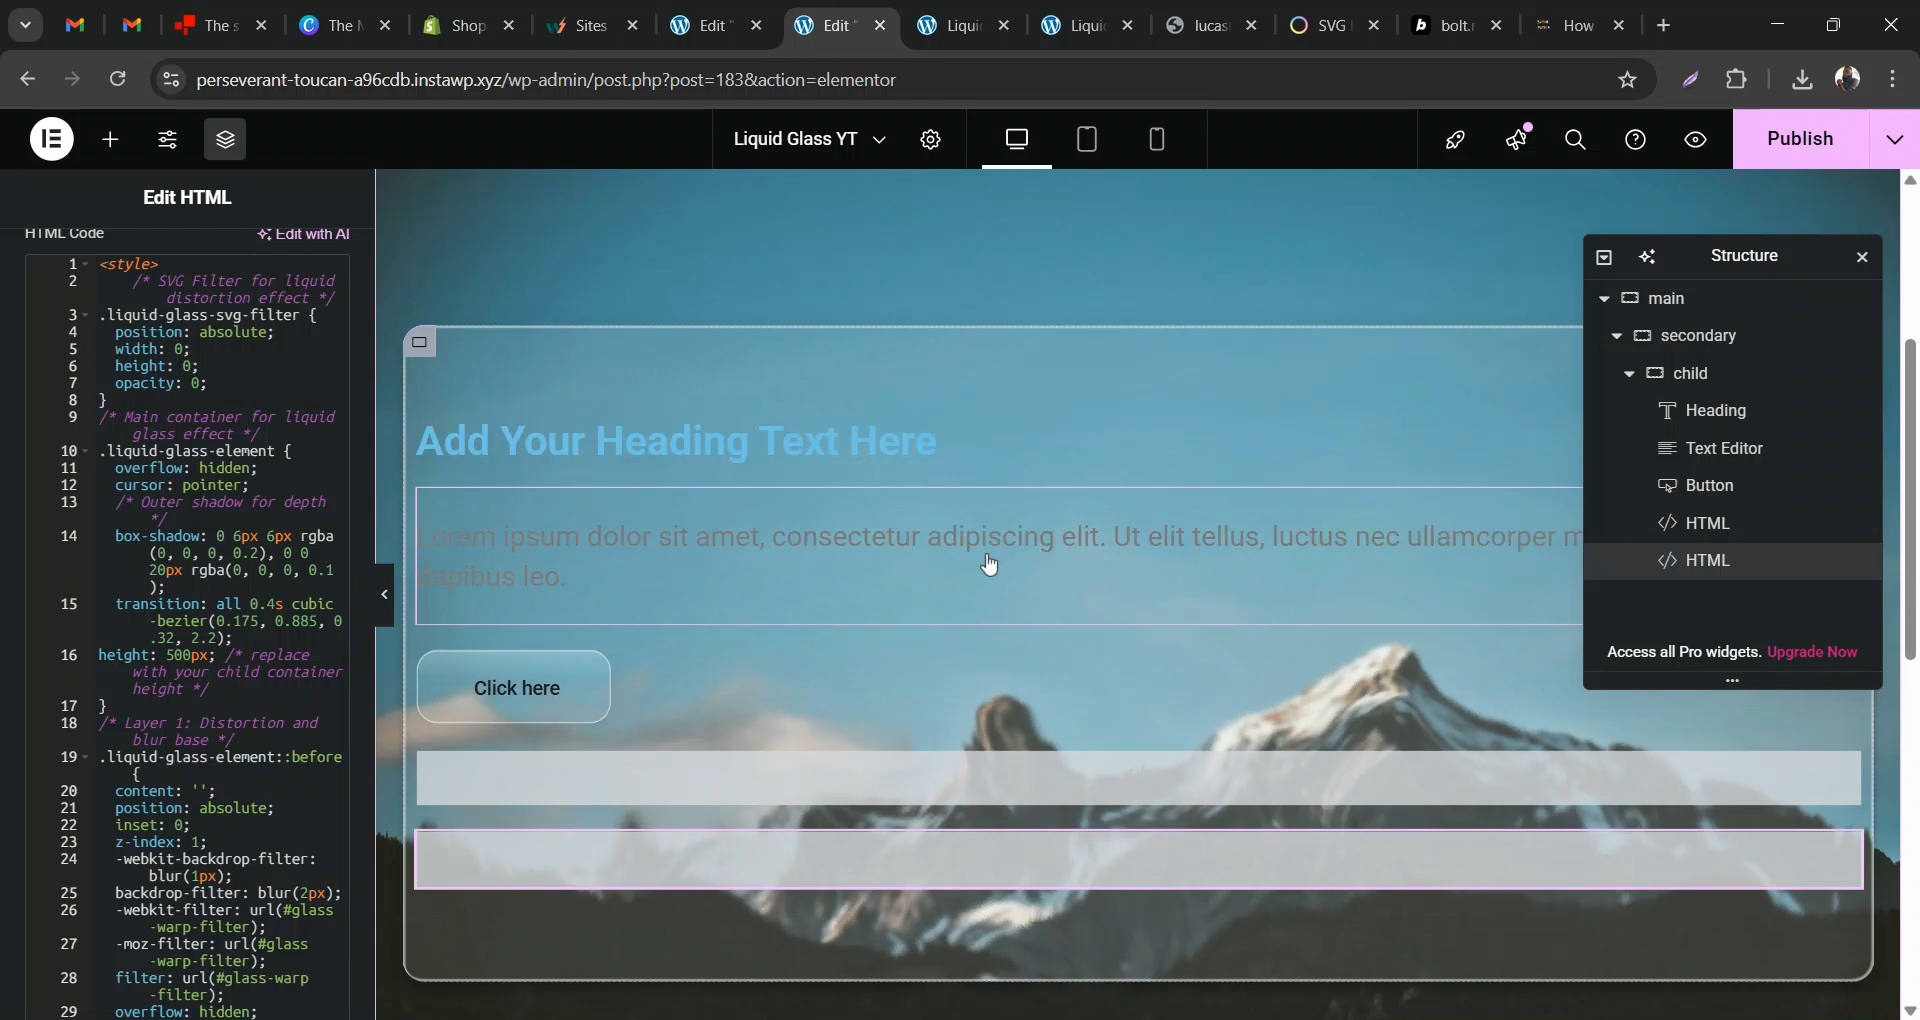 The s
The N
Shop
Sites
Edit "
Edit "
Liqui
Liqui
lucas
SVG
bolt.r
How
perseverant-toucan-a96cdb.instawp.xyz/wp-admin/post.php?post=183&action=elementor
Liquid Glass YT
Publish
Edit HTML
HTML Code
Edit with AI
1 <style>
2 /* SVG Filter for liquid
distortion effect */
3 .liquid-glass-svg-filter {
4 position: absolute;
5 width: 0;
6 height: 0;
7 opacity: 0;
8 }
9 /* Main container for liquid
glass effect */
10 .liquid-glass-element {
11 overflow: hidden;
12 cursor: pointer;
13 /* Outer shadow for depth
*/
14 box-shadow: 0 6px 6px rgba
(0, 0, 0, 0.2), 0 0
20px rgba(0, 0, 0, 0.1
);
15 transition: all 0.4s cubic
-bezier(0.175, 0.885, 0
.32, 2.2);
16 height: 500px; /* replace
with your child container
height */
17 }
18 /* Layer 1: Distortion and
blur base */
19 .liquid-glass-element::before
{
20 content: '';
21 position: absolute;
22 inset: 0;
23 z-index: 1;
24 -webkit-backdrop-filter:
blur(1px);
25 backdrop-filter: blur(2px);
26 -webkit-filter: url(#glass
-warp-filter);
27 -moz-filter: url(#glass
-warp-filter);
28 filter: url(#glass-warp
-filter);
29 overflow: hidden;
Add Your Heading Text Here
Lorem ipsum dolor sit amet, consectetur adipiscing elit. Ut elit tellus, luctus nec ullamcorper m
dapibus leo.
Click here
Structure
main
secondary
child
Heading
Text Editor
Button
HTML
HTML
Access all Pro widgets. Upgrade Now